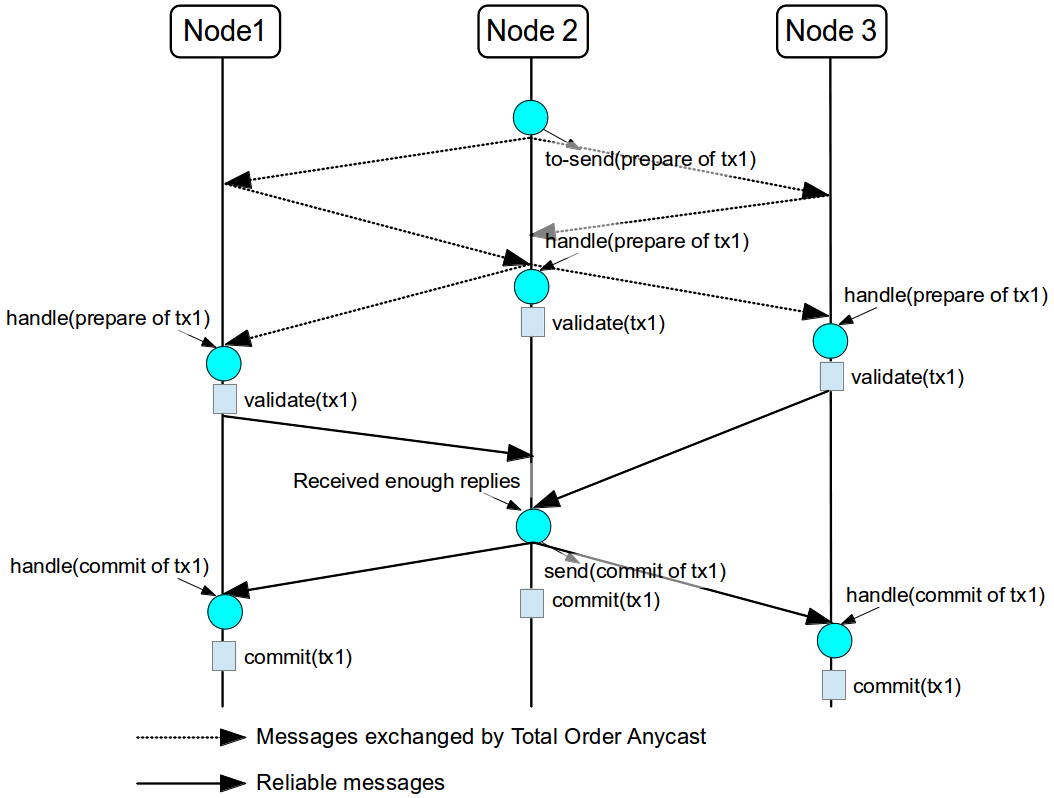 Node1
Node 2
Node 3
to-send(prepare of tx1)
handle(prepare of tx1)
handle(prepare of tx1)
handle(prepare of tx1)
validate(tx1)
validate(tx1)
validate(tx1)
Received enough replies
handle(commit of tx1)
send(commit of tx1)
commit(tx1)
handle(commit of tx1)
commit(tx1)
commit(tx1)
Messages exchanged by Total Order Anycast
Reliable messages